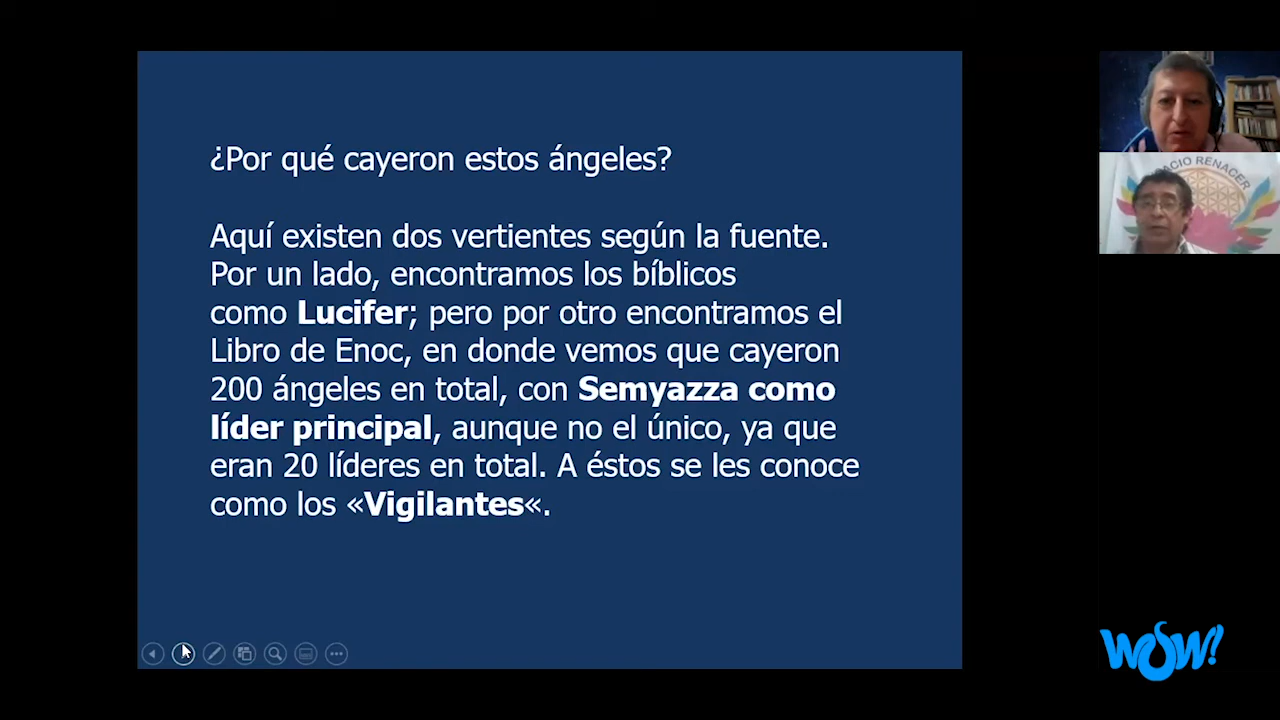 ¿Por qué cayeron estos ángeles?
Aquí existen dos vertientes según la fuente.
Por un lado, encontramos los bíblicos
como Lucifer; pero por otro encontramos el
Libro de Enoc, en donde vemos que cayeron
200 ángeles en total, con Semyazza como
líder principal, aunque no el único, ya que
eran 20 líderes en total. A éstos se les conoce
como los «Vigilantes«.
ACIO RENACER
WOW!